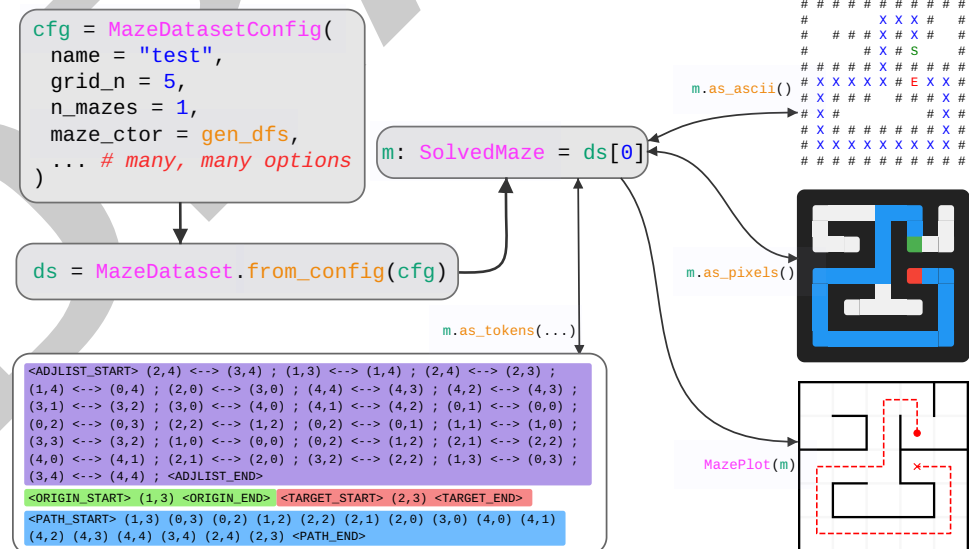 cfg = MazeDatasetConfig(
name = "test",
grid_n = 5,
n_mazes = 1,
maze_ctor = gen_dfs,
... # many, many options
)
ds = MazeDataset.from_config(cfg)
m: SolvedMaze = ds[0]
m.as_ascii()
# # # # # # # # # # #
#         X X X #   #
#   # # # X # X #   #
#       # X # S     #
# # # # # X # # # # #
# X X X X X # E X X #
# X # # #   # # # X #
# X #           # X #
# X # # # # # # # X #
# X X X X X X X X X #
# # # # # # # # # # #
m.as_pixels()
m.as_tokens(...)
MazePlot(m)
<ADJLIST_START> (2,4) <--> (3,4) ; (1,3) <--> (1,4) ; (2,4) <--> (2,3) ;
(1,4) <--> (0,4) ; (2,0) <--> (3,0) ; (4,4) <--> (4,3) ; (4,2) <--> (4,3) ;
(3,1) <--> (3,2) ; (3,0) <--> (4,0) ; (4,1) <--> (4,2) ; (0,1) <--> (0,0) ;
(0,2) <--> (0,3) ; (2,2) <--> (1,2) ; (0,2) <--> (0,1) ; (1,1) <--> (1,0) ;
(3,3) <--> (3,2) ; (1,0) <--> (0,0) ; (0,2) <--> (1,2) ; (2,1) <--> (2,2) ;
(4,0) <--> (4,1) ; (2,1) <--> (2,0) ; (3,2) <--> (2,2) ; (1,3) <--> (0,3) ;
(3,4) <--> (4,4) ; <ADJLIST_END>
<ORIGIN_START> (1,3) <ORIGIN_END> <TARGET_START> (2,3) <TARGET_END>
<PATH_START> (1,3) (0,3) (0,2) (1,2) (2,2) (2,1) (2,0) (3,0) (4,0) (4,1)
(4,2) (4,3) (4,4) (3,4) (2,4) (2,3) <PATH_END>